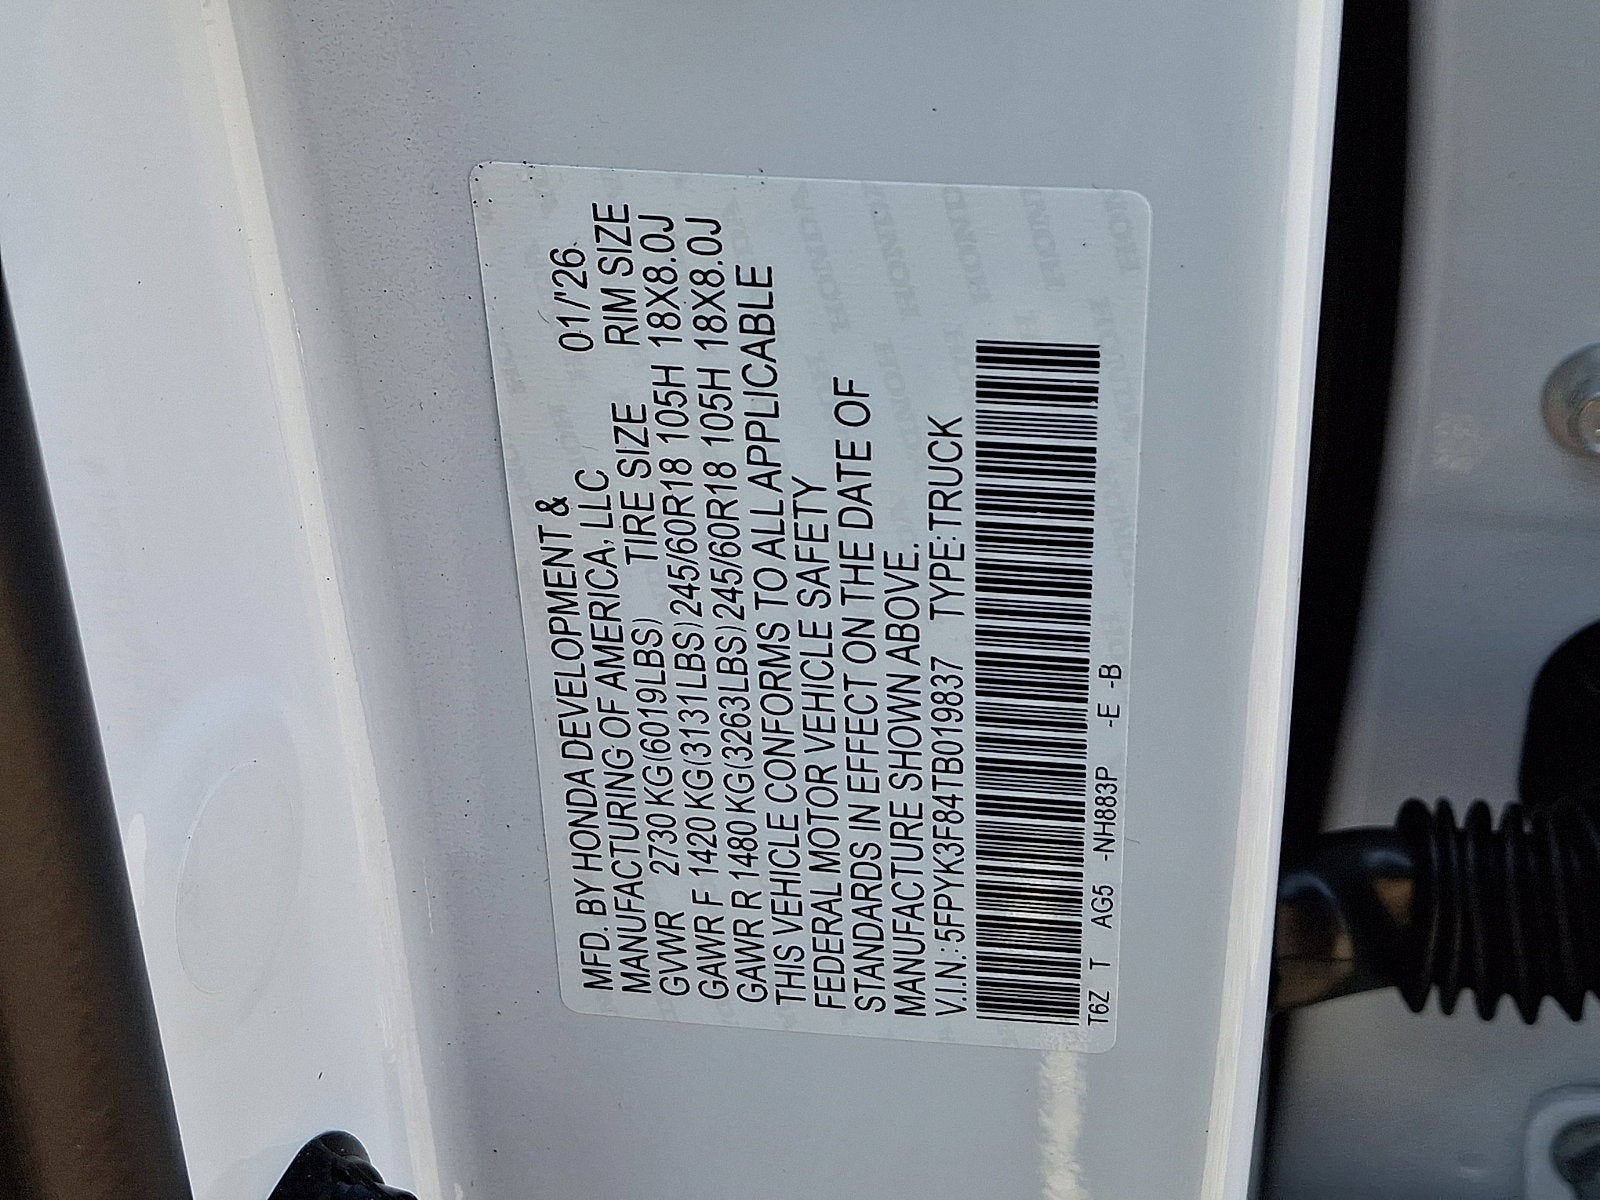 MFD. BY HONDA DEVELOPMENT &
MANUFACTURING OF AMERICA, LLC 01/'26
GVWR 2730 KG(6019LBS) TIRE SIZE RIM SIZE
GAWR F 1420 KG(3131LBS) 245/60R18 105H 18X8.0J
GAWR R 1480 KG(3263LBS) 245/60R18 105H 18X8.0J
THIS VEHICLE CONFORMS TO ALL APPLICABLE
FEDERAL MOTOR VEHICLE SAFETY
STANDARDS IN EFFECT ON THE DATE OF
MANUFACTURE SHOWN ABOVE.
V.I.N.: 5FPYK3F84TB019837 TYPE: TRUCK
T6Z T AG5 -NH883P -E -B